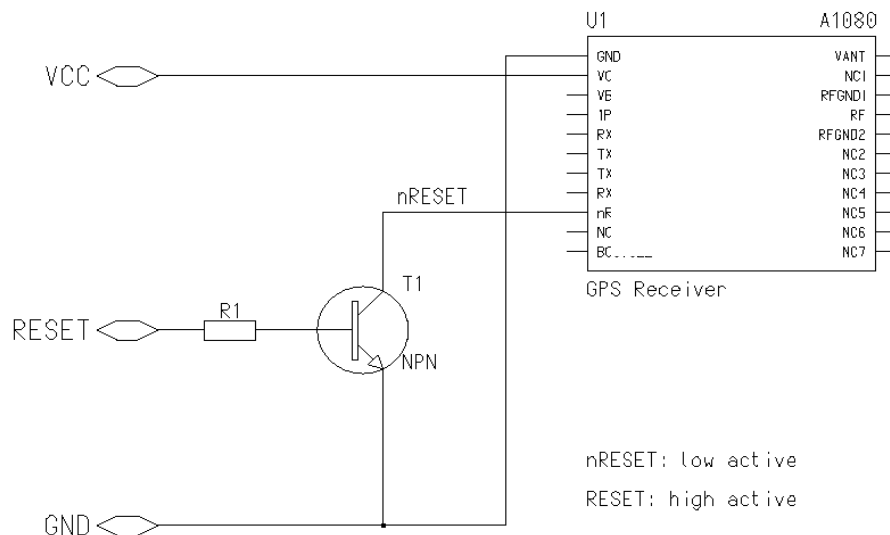 U1 A1080
VCC
GND VANT
VC NC1
VB RFGND1
1P RF
RX RFGND2
TX NC2
TX NC3
RX NC4
nR NC5
NC NC6
BO NC7
nRESET
GPS Receiver
T1
R1
RESET
NPN
nRESET: low active
RESET: high active
GND